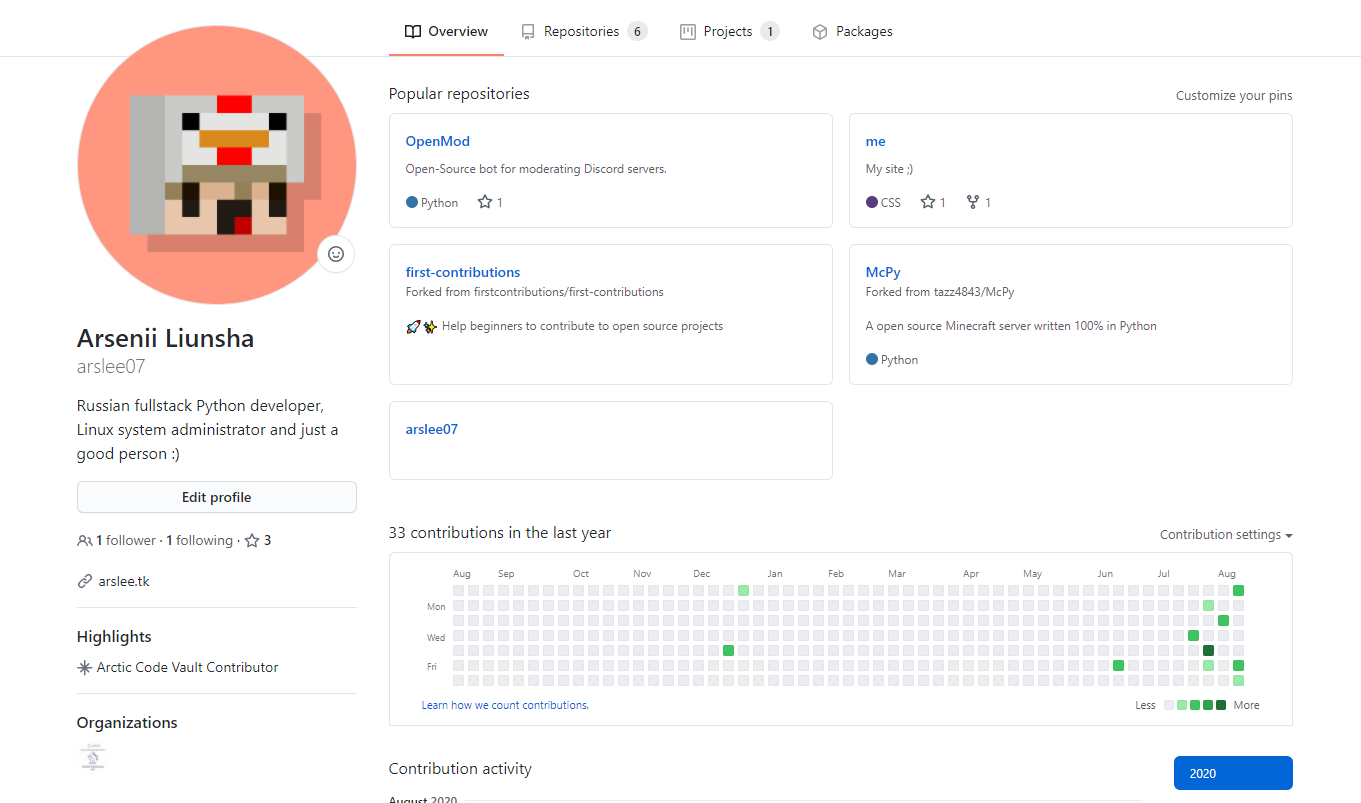 Overview Repositories 6 Projects 1 Packages
Arsenii Liunsha
arslee07
Russian fullstack Python developer,
Linux system administrator and just a
good person :)
Edit profile
1 follower · 1 following · 3
arslee.tk
Highlights
Arctic Code Vault Contributor
Organizations
Popular repositories
Customize your pins
OpenMod
Open-Source bot for moderating Discord servers.
Python 1
me
My site ;)
CSS 1 1
first-contributions
Forked from firstcontributions/first-contributions
🚀✨ Help beginners to contribute to open source projects
McPy
Forked from tazz4843/McPy
A open source Minecraft server written 100% in Python
Python
arslee07
33 contributions in the last year
Contribution settings
Aug Sep Oct Nov Dec Jan Feb Mar Apr May Jun Jul Aug
Mon
Wed
Fri
Learn how we count contributions.
Less More
Contribution activity
2020
August 2020